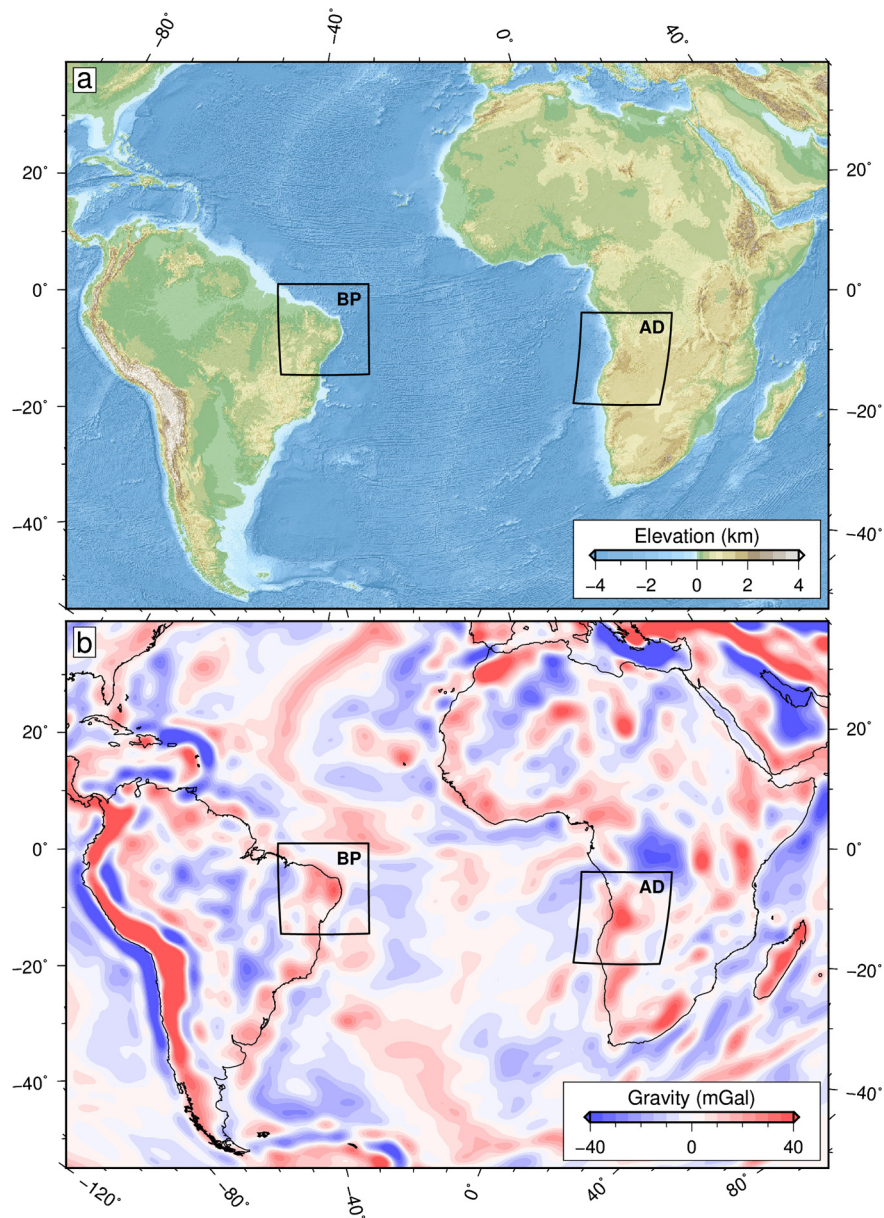 −80° −40° 0° 40°
a
20° 20°
0° 0°
BP
AD
−20° −20°
−40° −40°
Elevation (km)
−4 −2 0 2 4
b
20° 20°
0° 0°
BP
AD
−20° −20°
−40° −40°
Gravity (mGal)
−40 0 40
−120° −80° −40° 0° 40° 80°